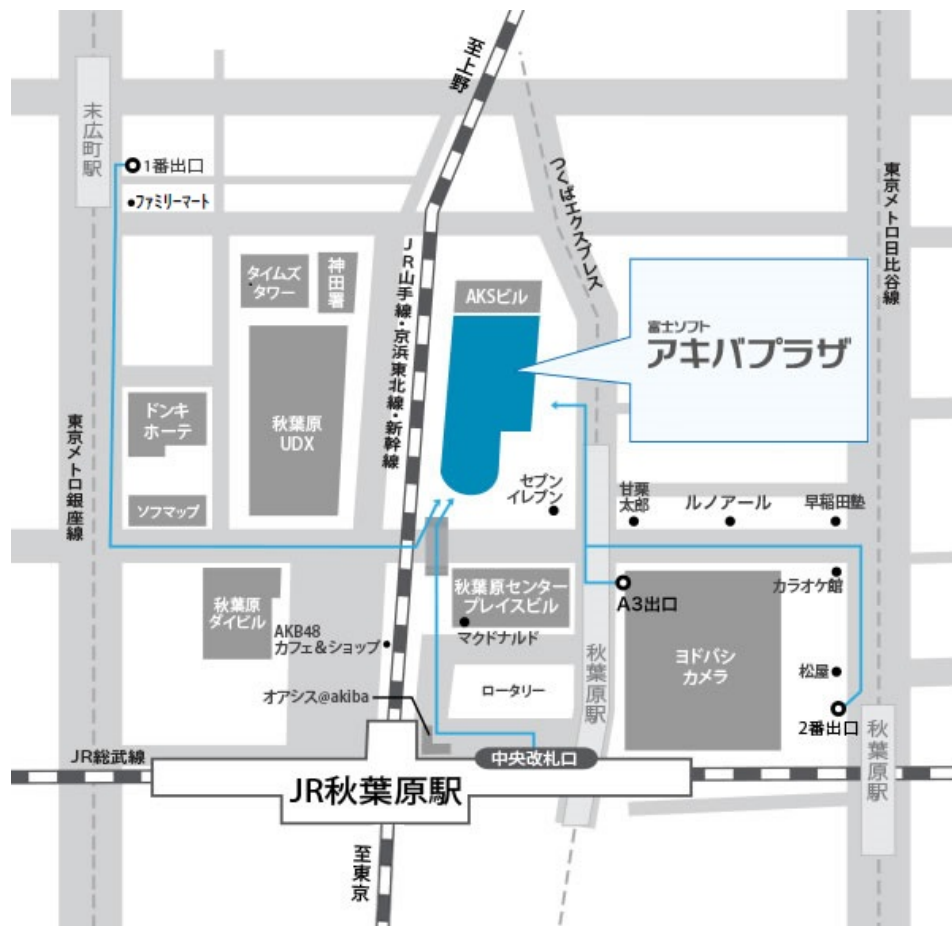 至上野
末広町駅
1番出口
ファミリーマート
つくばエクスプレス
東京メトロ日比谷線
タイムズ
タワー
神田署
AKSビル
富士ソフト
アキバプラザ
JR山手線・京浜東北線・新幹線
秋葉原
UDX
ドンキ
ホーテ
東京メトロ銀座線
ソフマップ
セブン
イレブン
甘栗
太郎
ルノアール
早稲田塾
秋葉原
ダイビル
秋葉原センター
プレイスビル
マクドナルド
A3出口
カラオケ館
AKB48
カフェ&ショップ
ヨドバシ
カメラ
秋葉原駅
松屋
オアシス@akiba
ロータリー
2番出口
秋葉原駅
JR総武線
中央改札口
JR秋葉原駅
至東京